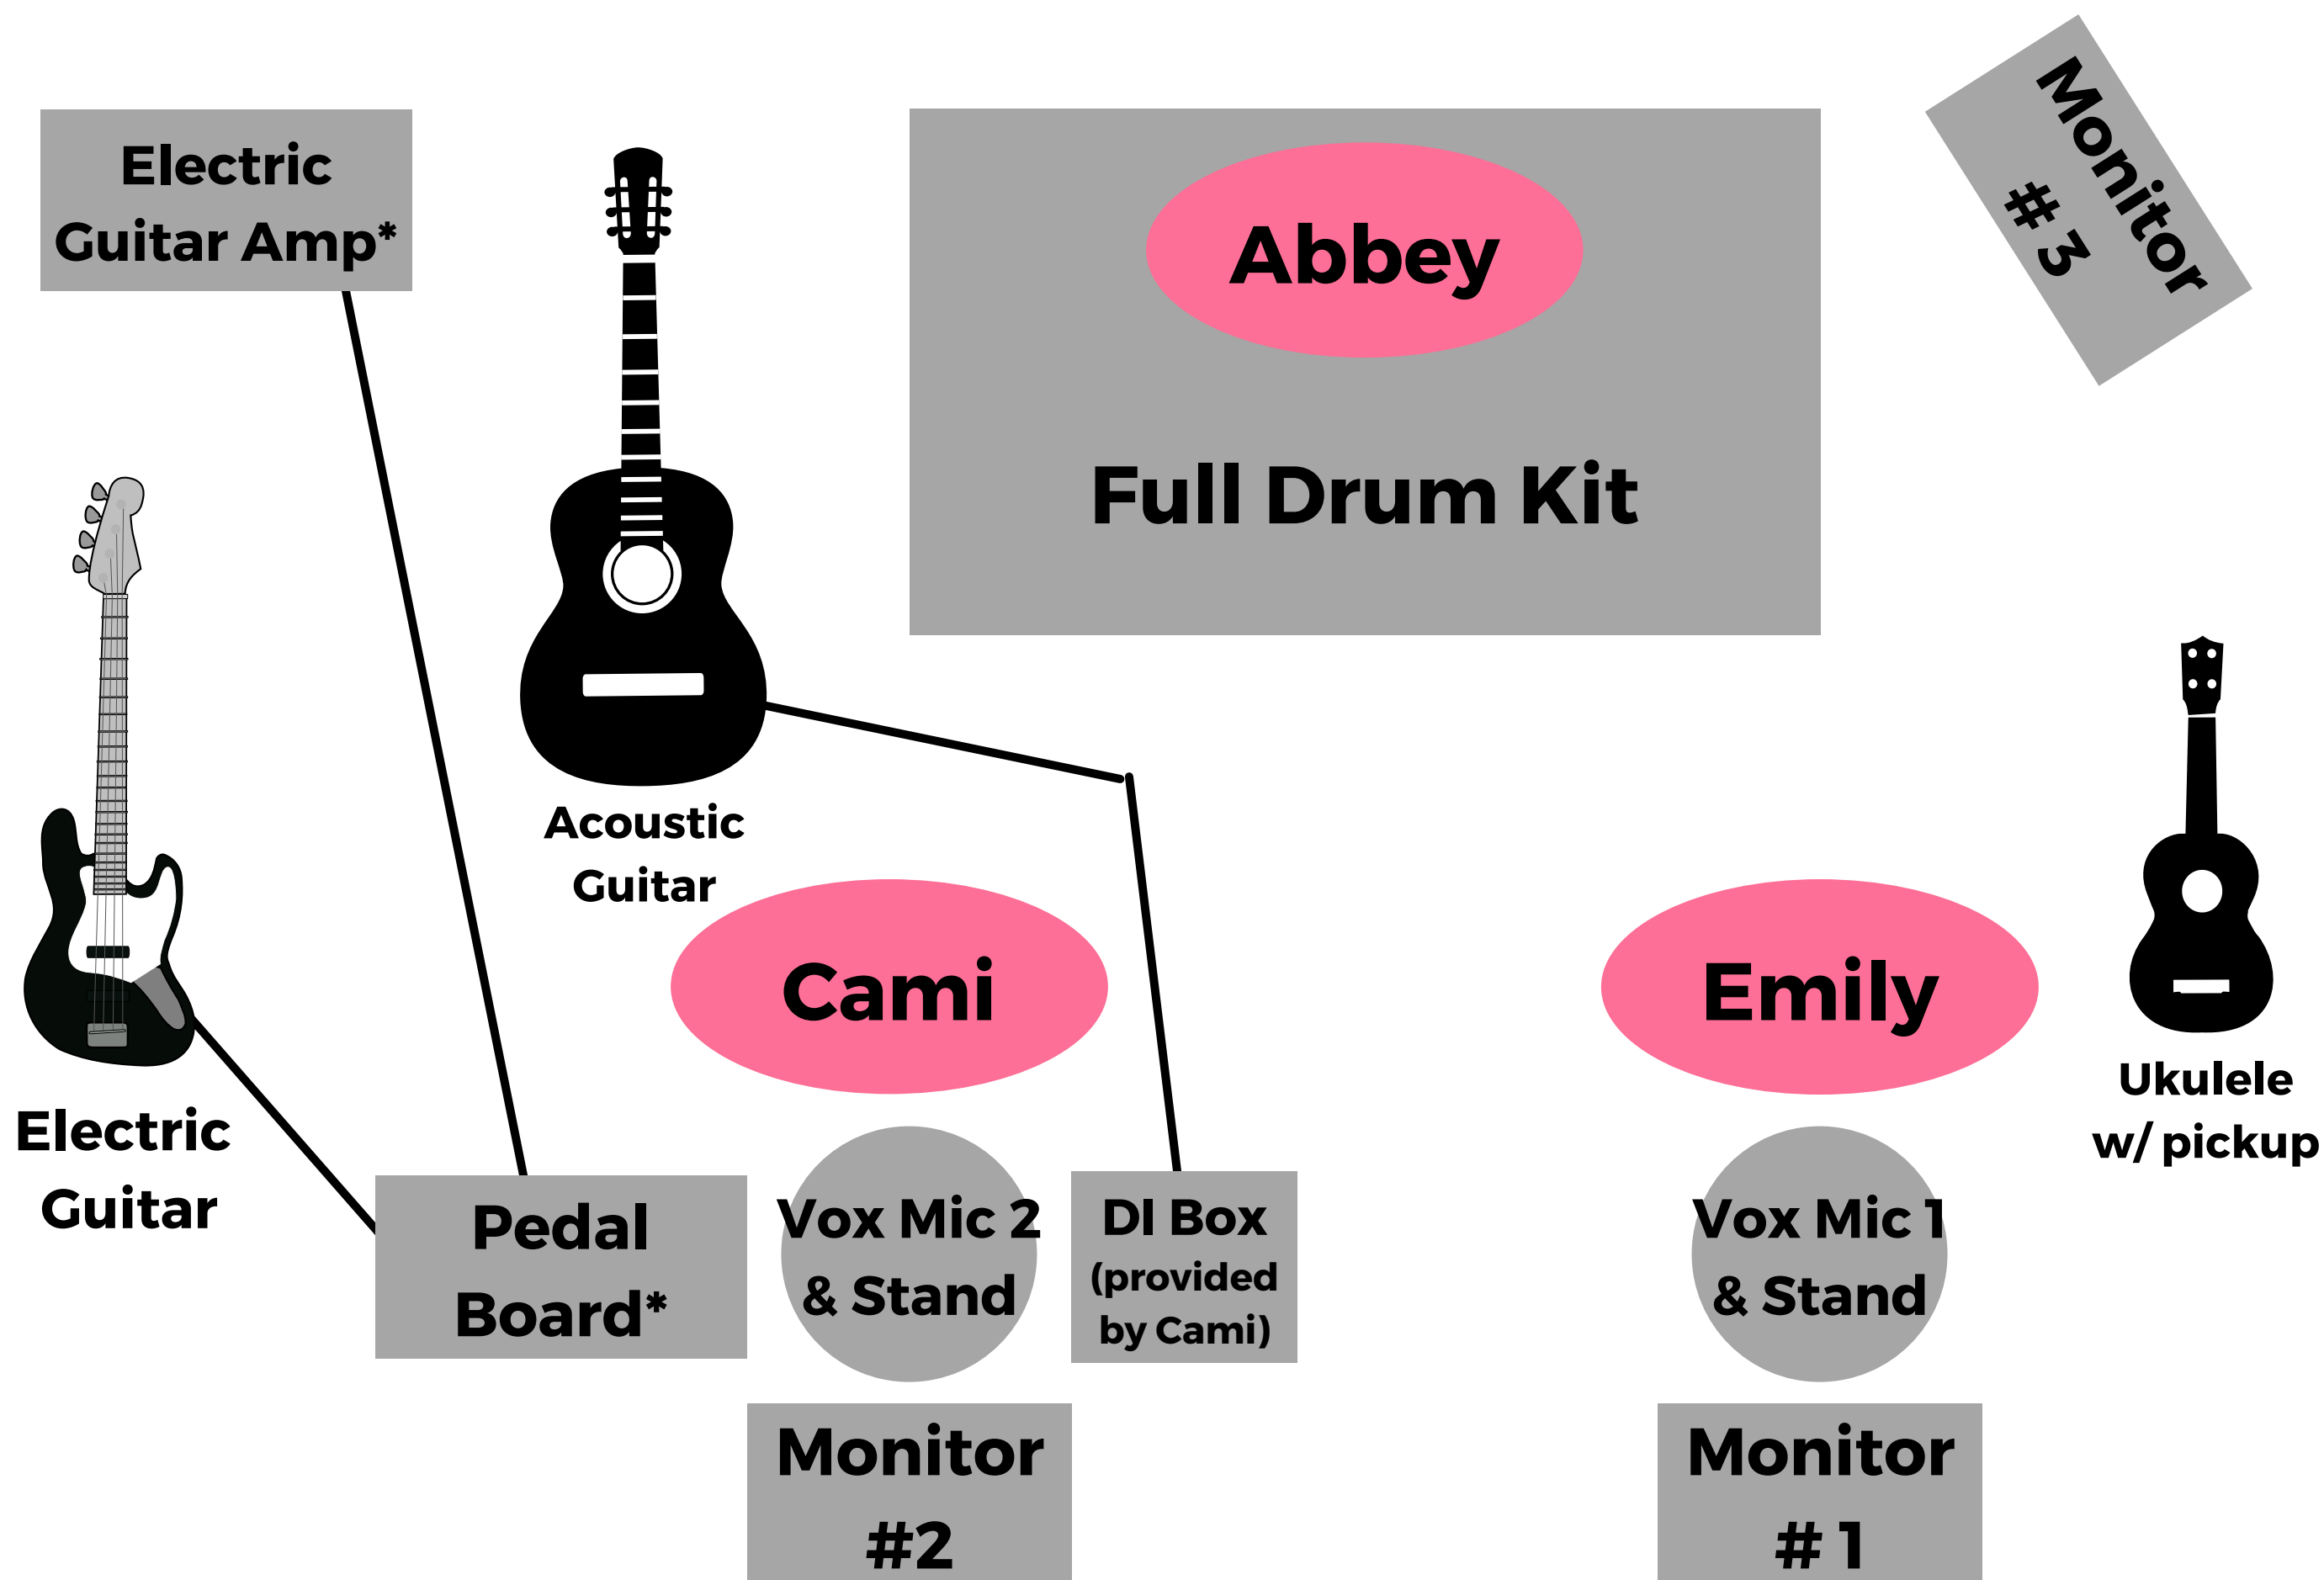 Electric
Guitar Amp*
Abbey
Full Drum Kit
Monitor
# 3
Acoustic
Guitar
Cami
Emily
Ukulele
w/ pickup
Electric
Guitar
Pedal
Board*
Vox Mic 2
& Stand
DI Box
(provided
by Cami)
Vox Mic 1
& Stand
Monitor
#2
Monitor
# 1